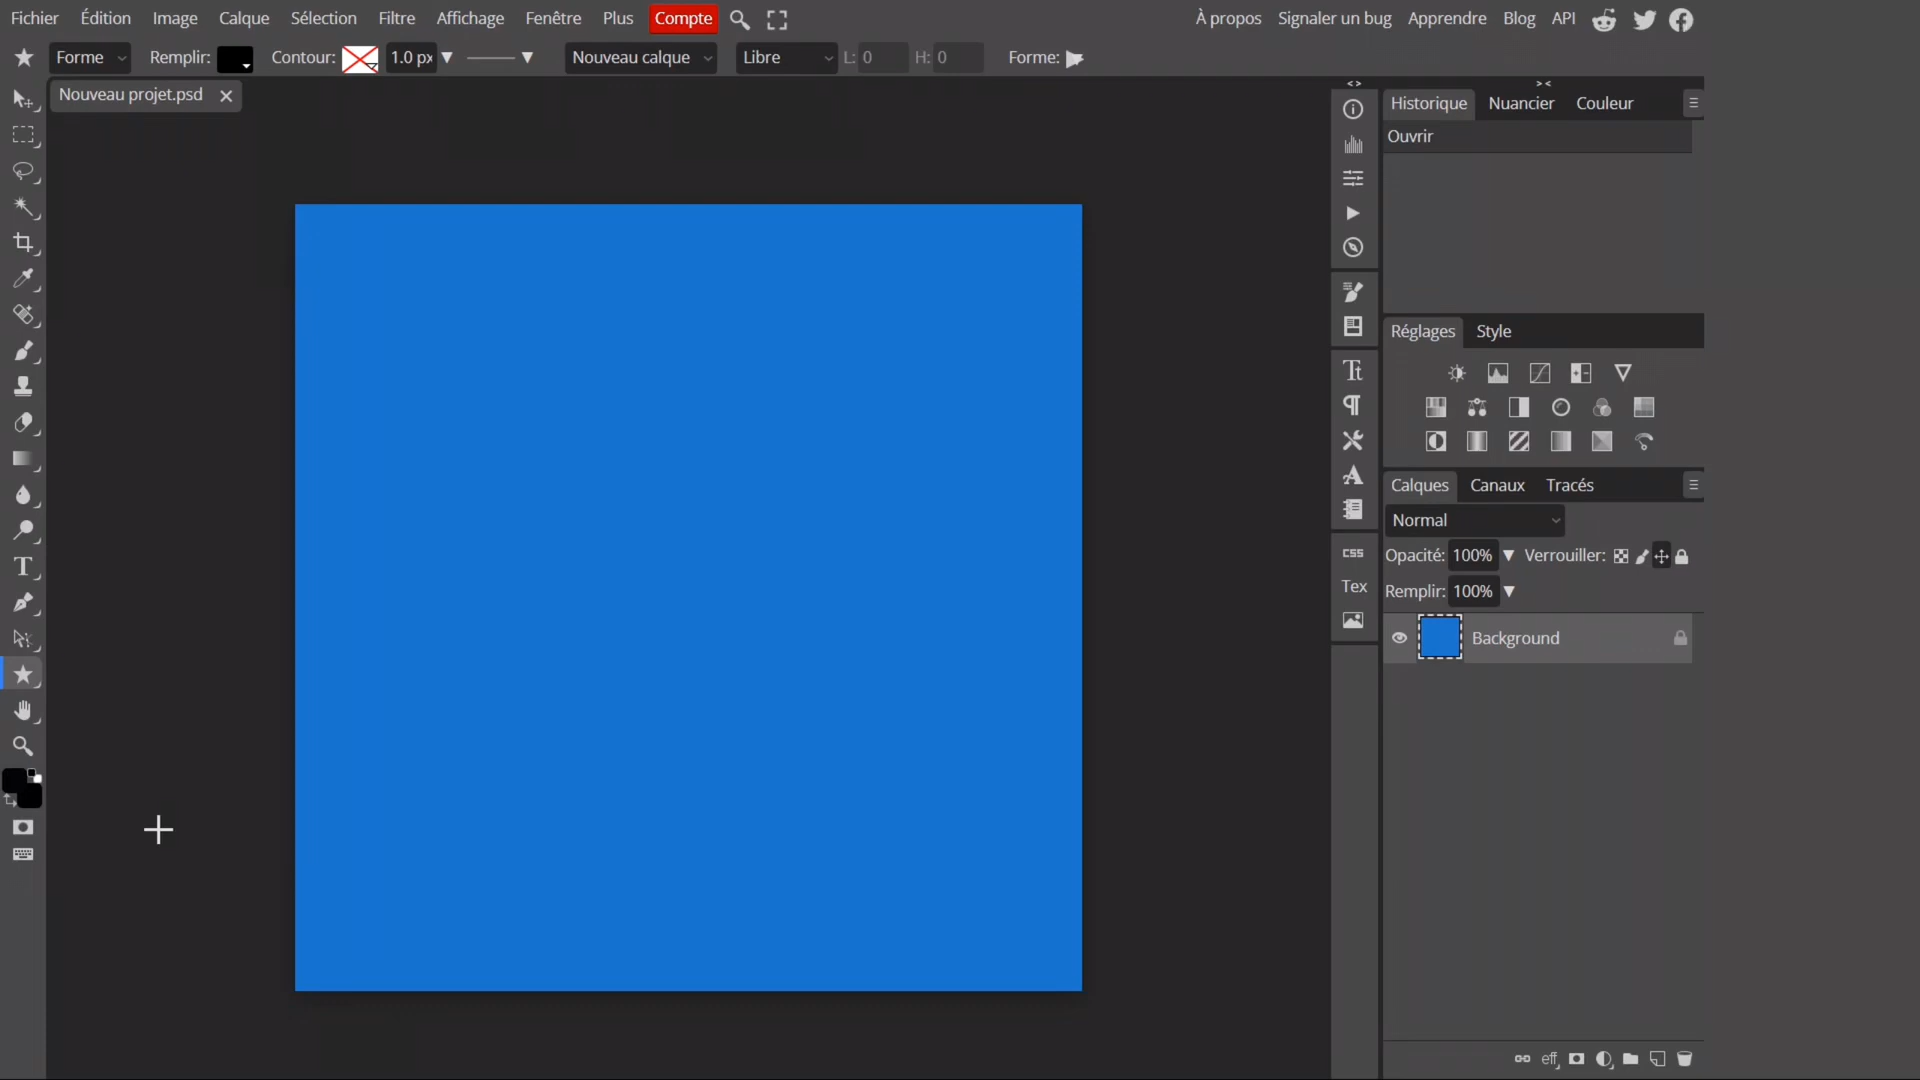 Fichier Édition Image Calque Sélection Filtre Affichage Fenêtre Plus Compte À propos Signaler un bug Apprendre Blog API
Forme Remplir: Contour: 1.0 px Nouveau calque Libre L: 0 H: 0 Forme:
Nouveau projet.psd
Historique Nuancier Couleur
Ouvrir
Réglages Style
Calques Canaux Tracés
Normal
Opacité: 100% Verrouiller:
Remplir: 100%
Background
CSS
Tex
eff